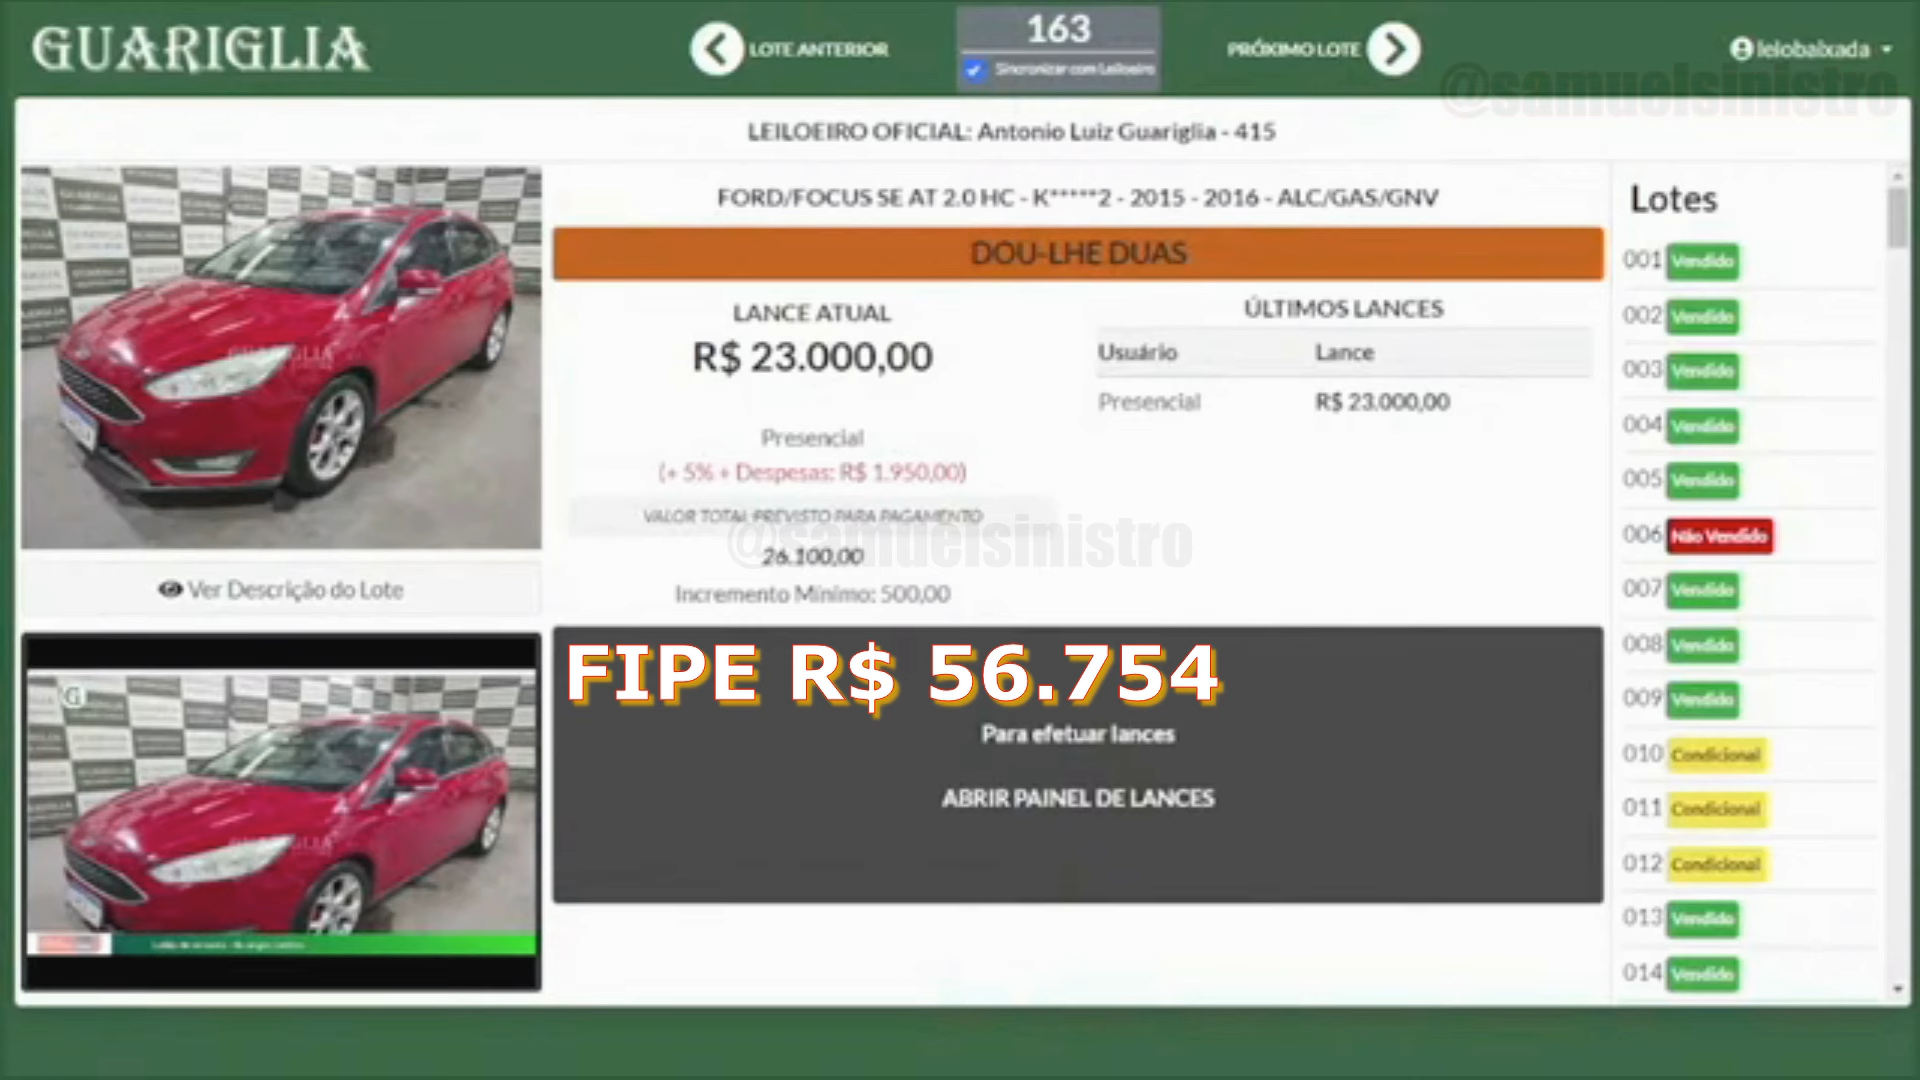 GUARIGLIA
LOTE ANTERIOR
163
Sincronizar com Leiloeiro
PRÓXIMO LOTE
leiobaixada
@samuelsinistro
LEILOEIRO OFICIAL: Antonio Luiz Guariglia - 415
FORD/FOCUS SE AT 2.0 HC - K*****2 - 2015 - 2016 - ALC/GAS/GNV
DOU-LHE DUAS
LANCE ATUAL
R$ 23.000,00
Presencial
(+ 5% + Despesas: R$ 1.950,00)
VALOR TOTAL PREVISTO PARA PAGAMENTO
@samuelsinistro
26.100,00
Incremento Mínimo: 500,00
ÚLTIMOS LANCES
Usuário Lance
Presencial R$ 23.000,00
Ver Descrição do Lote
FIPE R$ 56.754
Para efetuar lances
ABRIR PAINEL DE LANCES
Lotes
001 Vendido
002 Vendido
003 Vendido
004 Vendido
005 Vendido
006 Não Vendido
007 Vendido
008 Vendido
009 Vendido
010 Condicional
011 Condicional
012 Condicional
013 Vendido
014 Vendido